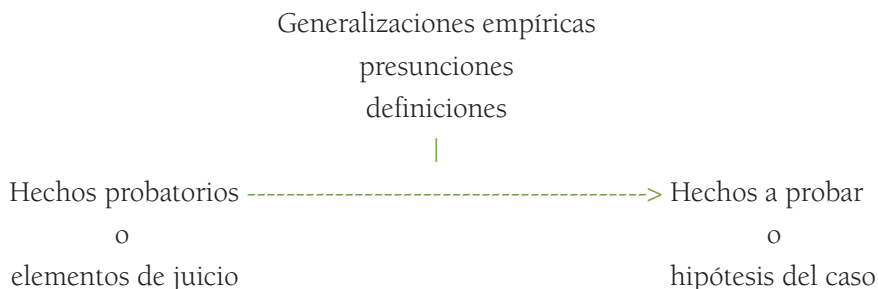 Generalizaciones empíricas
presunciones
definiciones
|
Hechos probatorios -----------------------------------------> Hechos a probar
o o
elementos de juicio hipótesis del caso